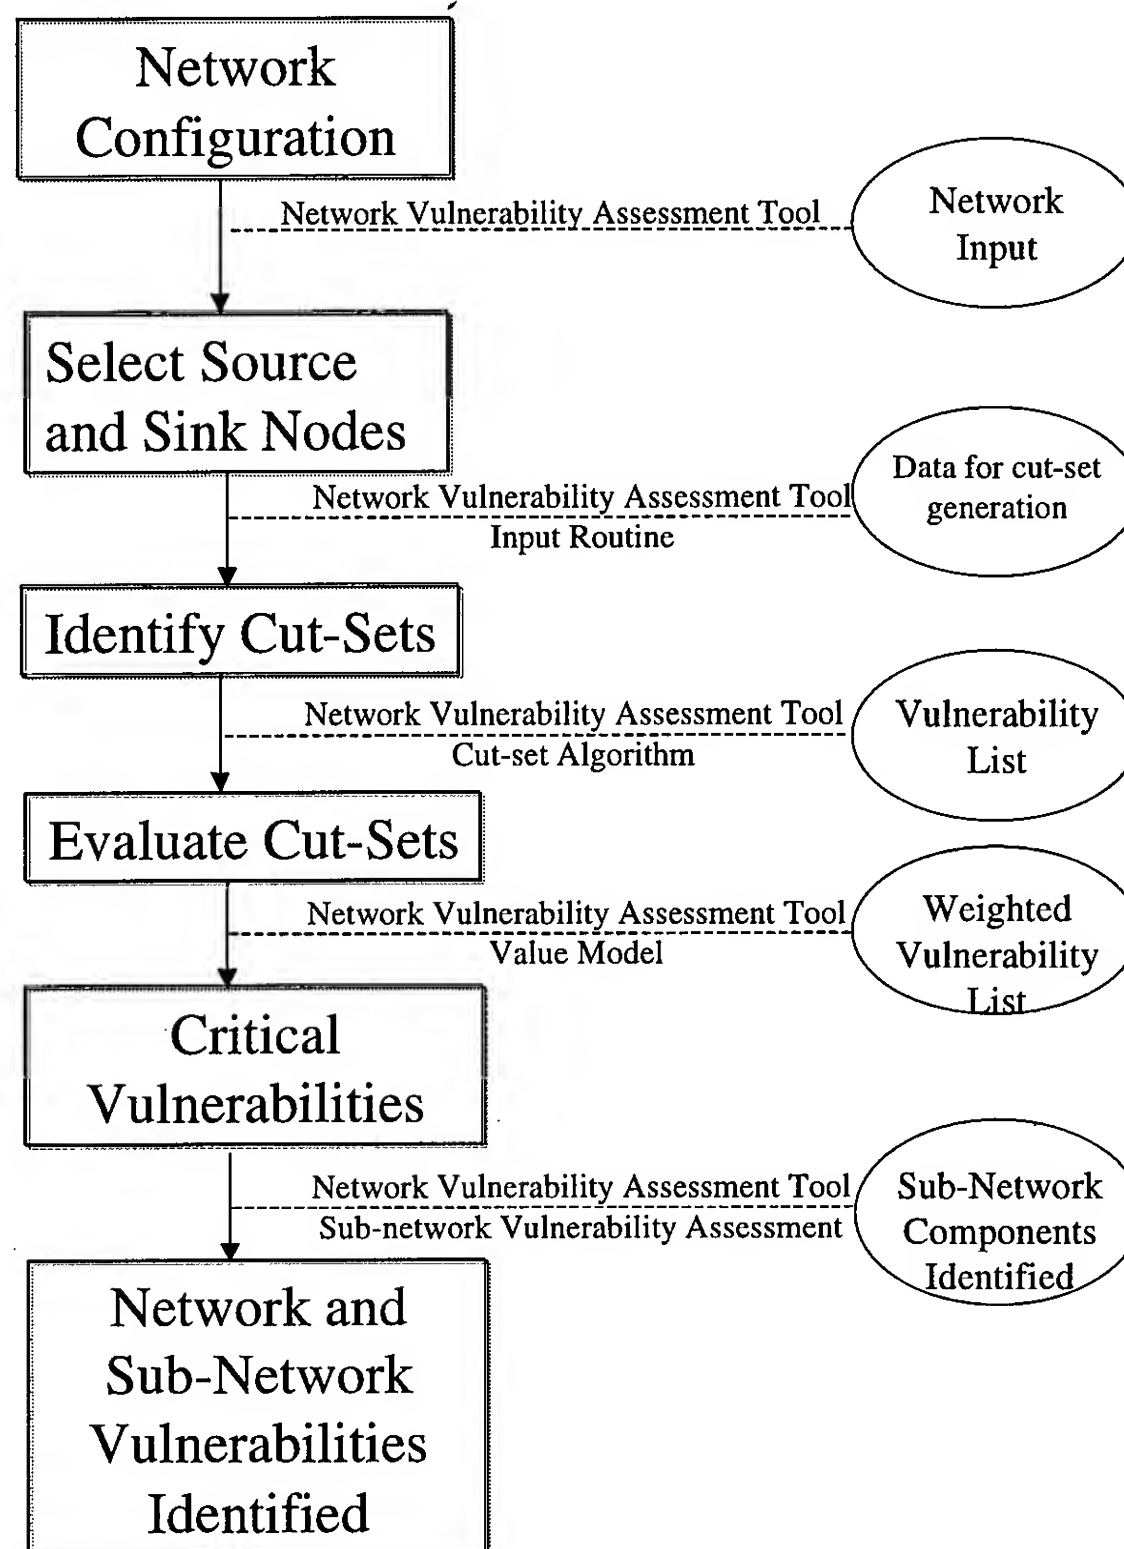 Network
Configuration
Network Vulnerability Assessment Tool
Network
Input
Select Source
and Sink Nodes
Network Vulnerability Assessment Tool
Input Routine
Data for cut-set
generation
Identify Cut-Sets
Network Vulnerability Assessment Tool
Cut-set Algorithm
Vulnerability
List
Evaluate Cut-Sets
Network Vulnerability Assessment Tool
Value Model
Weighted
Vulnerability
List
Critical
Vulnerabilities
Network Vulnerability Assessment Tool
Sub-network Vulnerability Assessment
Sub-Network
Components
Identified
Network and
Sub-Network
Vulnerabilities
Identified